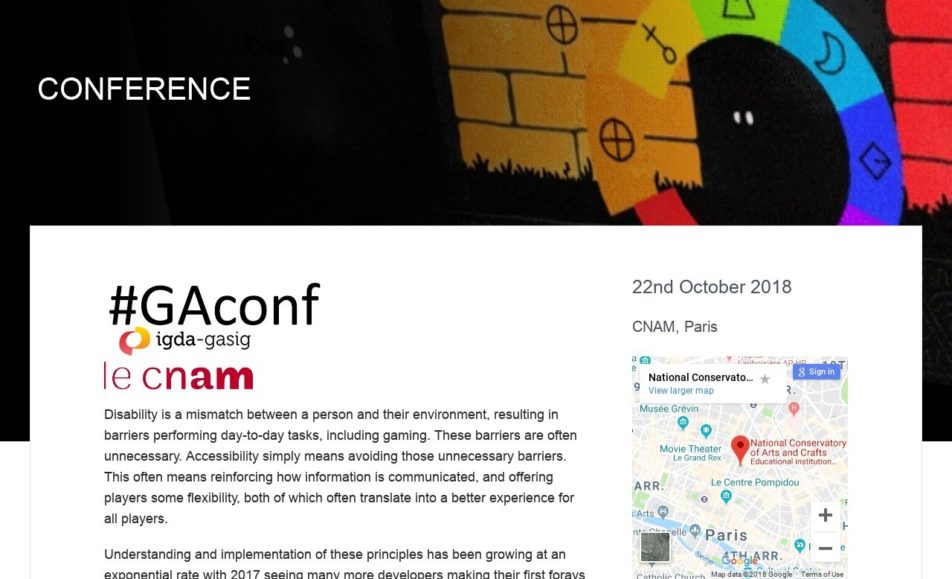 CONFERENCE
#GAconf
igda-gasig
le cnam
Disability is a mismatch between a person and their environment, resulting in
barriers performing day-to-day tasks, including gaming. These barriers are often
unnecessary. Accessibility simply means avoiding those unnecessary barriers.
This often means reinforcing how information is communicated, and offering
players some flexibility, both of which often translate into a better experience for
all players.
Understanding and implementation of these principles has been growing at an
exponential rate with 2017 seeing many more developers making their first forays
22nd October 2018
CNAM, Paris
National Conservato...
View larger map
Sign in
Musée Grévin
Movie Theater
Le Grand Rex
National Conservatory
of Arts and Crafts
Educational institution...
Le Centre Pompidou
ARR.
Arts
Chapelle
Paris
4TH ARR.
Seine
Google
Catholic Church
Map data ©2018 Google
Terms of Use